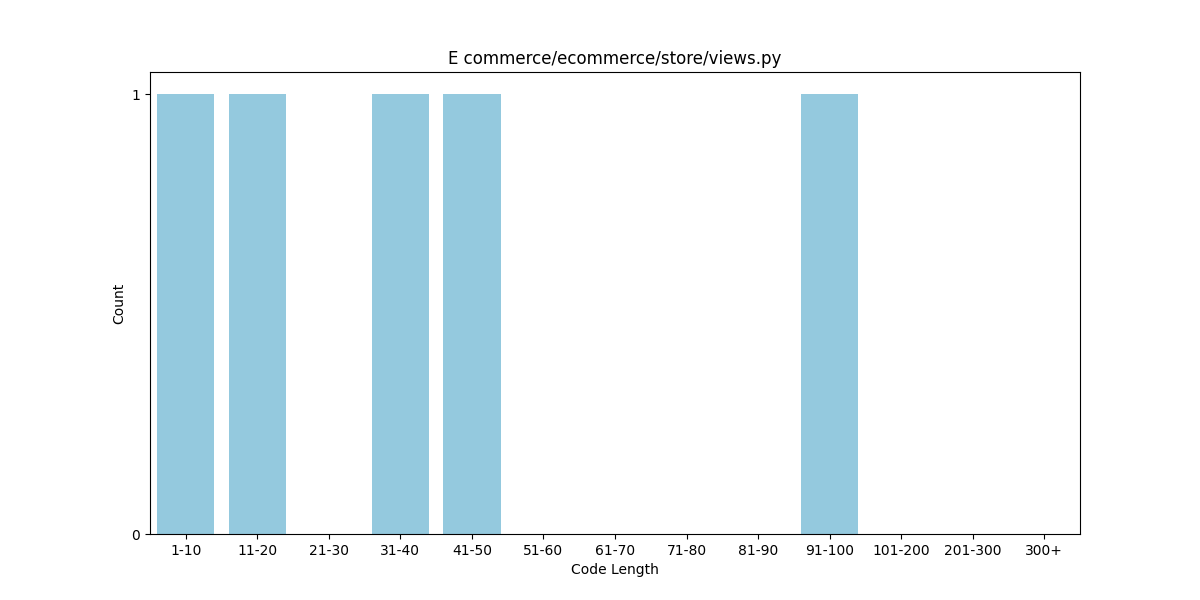 E commerce/ecommerce/store/views.py
1
Count
0
1-10 11-20 21-30 31-40 41-50 51-60 61-70 71-80 81-90 91-100 101-200 201-300 300+
Code Length